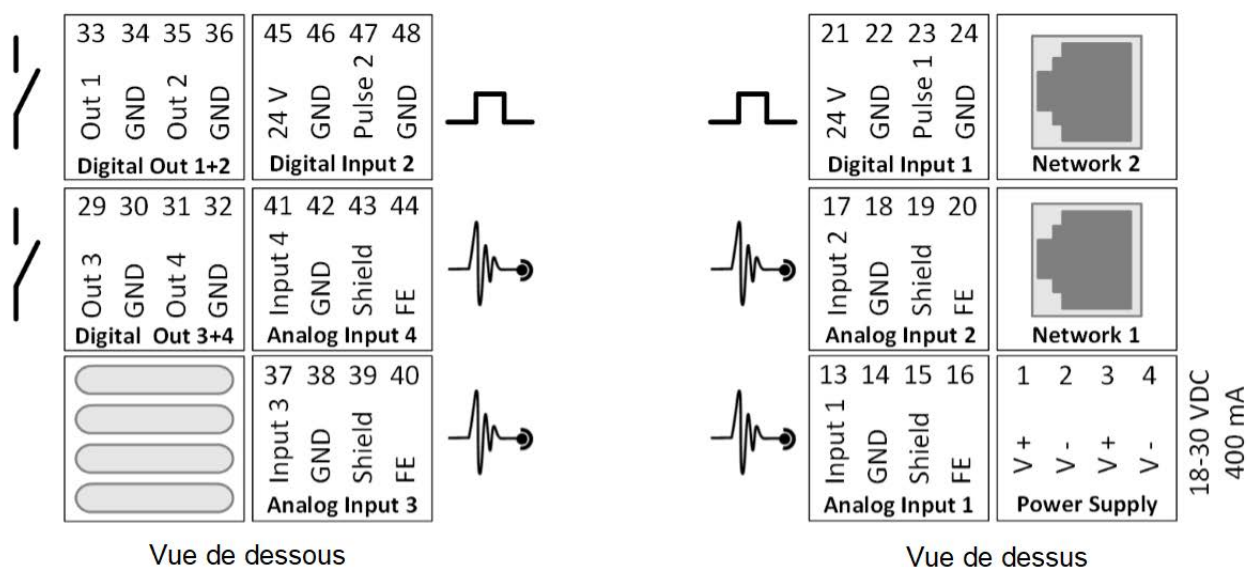 33 34 35 36
Out 1 GND Out 2 GND
Digital Out 1+2
45 46 47 48
24 V GND Pulse 2 GND
Digital Input 2
29 30 31 32
Out 3 GND Out 4 GND
Digital Out 3+4
41 42 43 44
Input 4 GND Shield FE
Analog Input 4
37 38 39 40
Input 3 GND Shield FE
Analog Input 3
Vue de dessous
21 22 23 24
24 V GND Pulse 1 GND
Digital Input 1
Network 2
17 18 19 20
Input 2 GND Shield FE
Analog Input 2
Network 1
13 14 15 16
Input 1 GND Shield FE
Analog Input 1
1 2 3 4
V + V - V + V -
Power Supply
18-30 VDC
400 mA
Vue de dessus